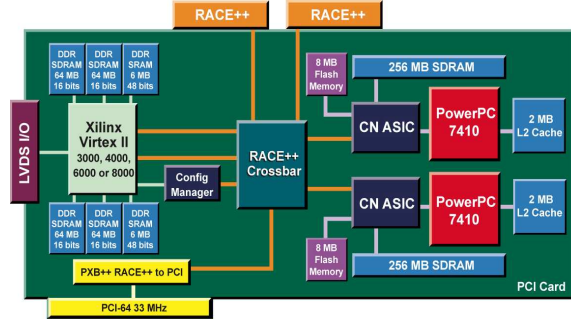 RACE++
RACE++
DDR
SDRAM
64 MB
16 bits
DDR
SDRAM
64 MB
16 bits
DDR
SRAM
6 MB
48 bits
8 MB
Flash
Memory
256 MB SDRAM
LVDS I/O
Xilinx
Virtex II
3000, 4000,
6000 or 8000
CN ASIC
PowerPC
7410
2 MB
L2 Cache
RACE++
Crossbar
Config
Manager
CN ASIC
PowerPC
7410
2 MB
L2 Cache
DDR
SDRAM
64 MB
16 bits
DDR
SDRAM
64 MB
16 bits
DDR
SRAM
6 MB
48 bits
8 MB
Flash
Memory
256 MB SDRAM
PXB++ RACE++ to PCI
PCI Card
PCI-64 33 MHz